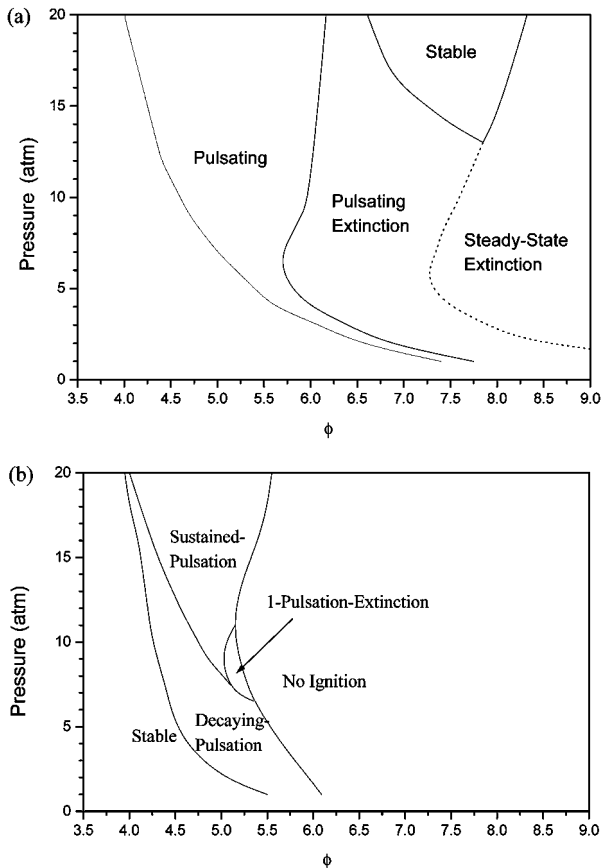 (a)
20
15
10
5
0
Pressure (atm)
Stable
Pulsating
Pulsating
Extinction
Steady-State
Extinction
3.5 4.0 4.5 5.0 5.5 6.0 6.5 7.0 7.5 8.0 8.5 9.0
ϕ
(b)
20
15
10
5
0
Pressure (atm)
Sustained-
Pulsation
1-Pulsation-Extinction
No Ignition
Decaying-
Pulsation
Stable
3.5 4.0 4.5 5.0 5.5 6.0 6.5 7.0 7.5 8.0 8.5 9.0
ϕ